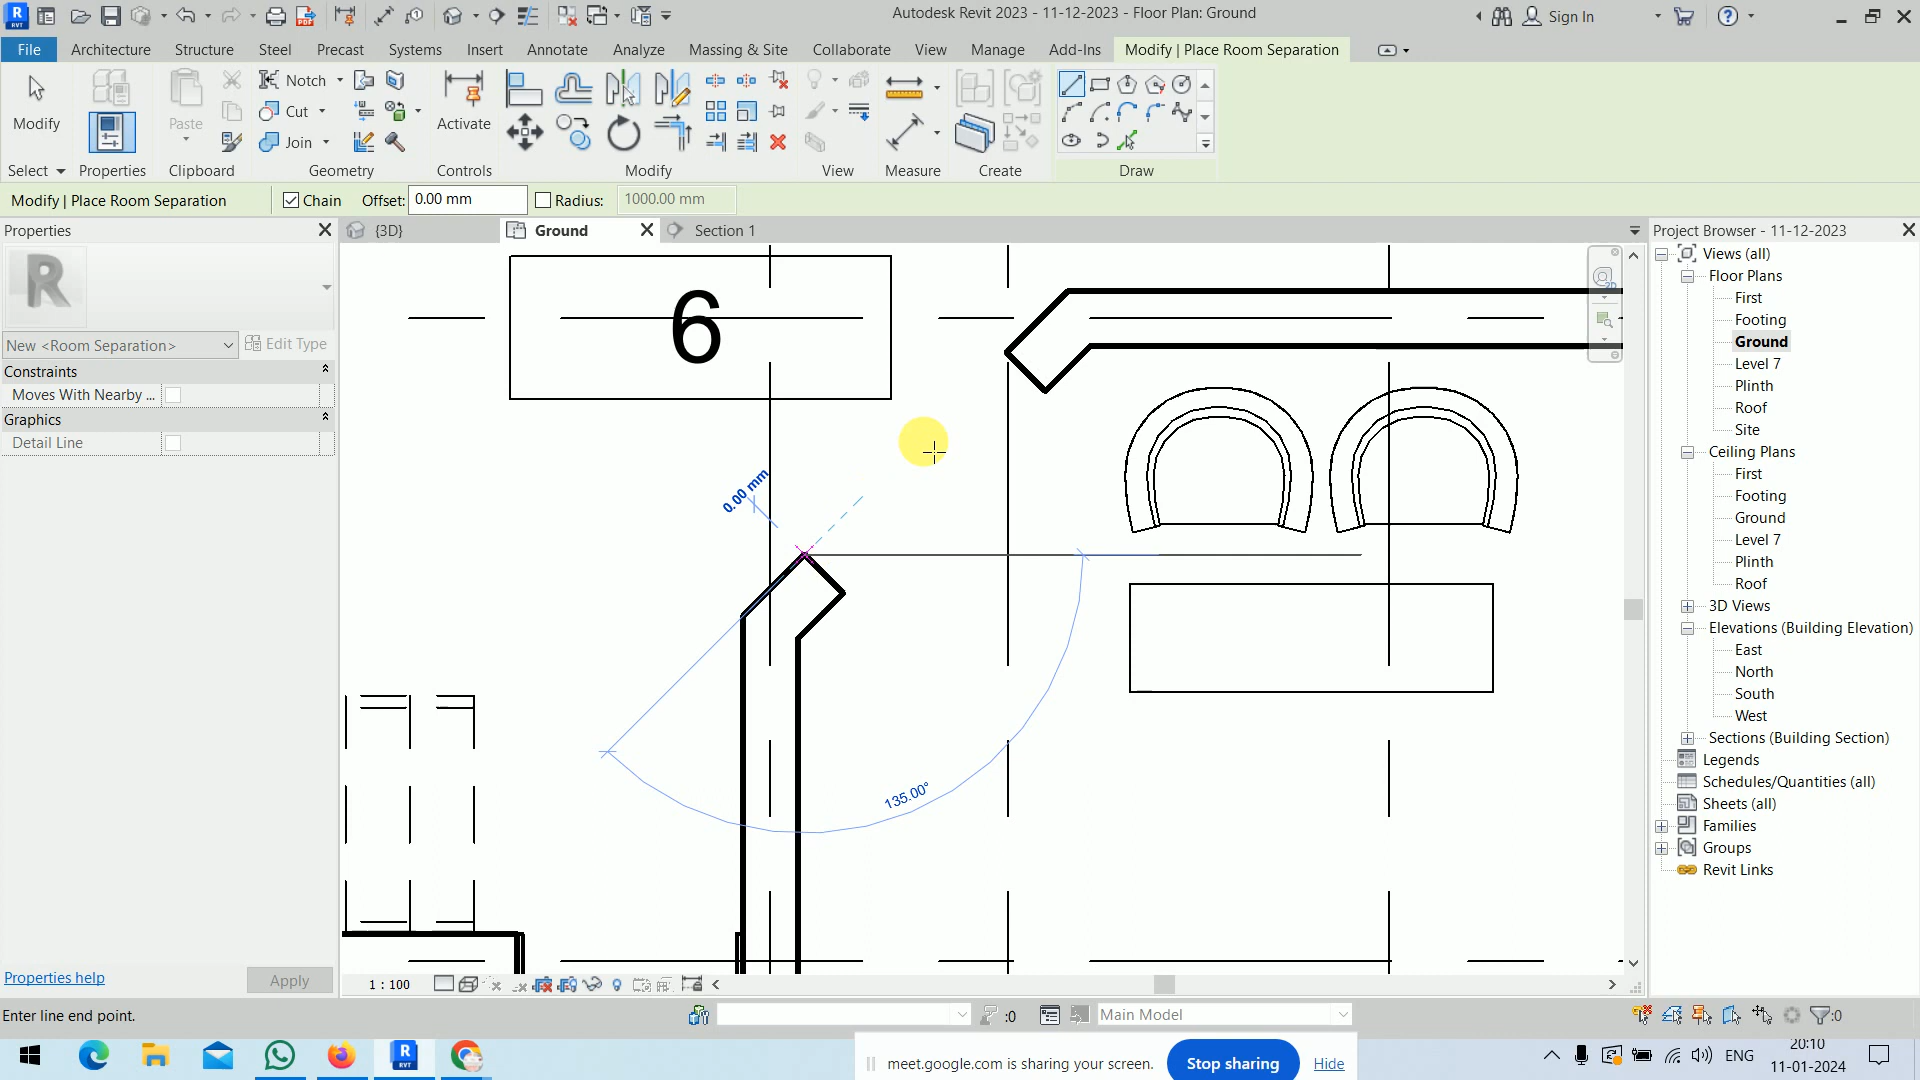 Autodesk Revit 2023 - 11-12-2023 - Floor Plan: Ground
Sign In
File Architecture Structure Steel Precast Systems Insert Annotate Analyze Massing & Site Collaborate View Manage Add-Ins Modify | Place Room Separation
Modify
Paste
Notch
Cut
Join
Activate
Select Properties Clipboard Geometry Controls Modify View Measure Create Draw
Modify | Place Room Separation Chain Offset: 0.00 mm Radius: 1000.00 mm
Properties
{3D} Ground Section 1
R
New <Room Separation> Edit Type
Constraints
Moves With Nearby ...
Graphics
Detail Line
Properties help Apply
6
0.00 mm
135.00°
1 : 100
Project Browser - 11-12-2023
Views (all)
Floor Plans
First
Footing
Ground
Level 7
Plinth
Roof
Site
Ceiling Plans
First
Footing
Ground
Level 7
Plinth
Roof
3D Views
Elevations (Building Elevation)
East
North
South
West
Sections (Building Section)
Legends
Schedules/Quantities (all)
Sheets (all)
Families
Groups
Revit Links
Enter line end point.
:0
Main Model
:0
meet.google.com is sharing your screen. Stop sharing Hide
ENG
20:10
11-01-2024